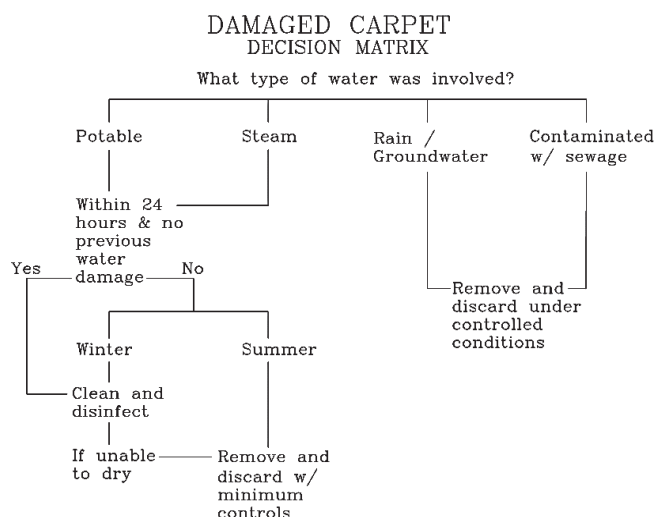 DAMAGED CARPET
DECISION MATRIX
What type of water was involved?
Potable
Steam
Rain /
Groundwater
Contaminated
w/ sewage
Within 24
hours & no
previous
water
damage
Yes
No
Remove and
discard under
controlled
conditions
Winter
Summer
Clean and
disinfect
If unable
to dry
Remove and
discard w/
minimum
controls